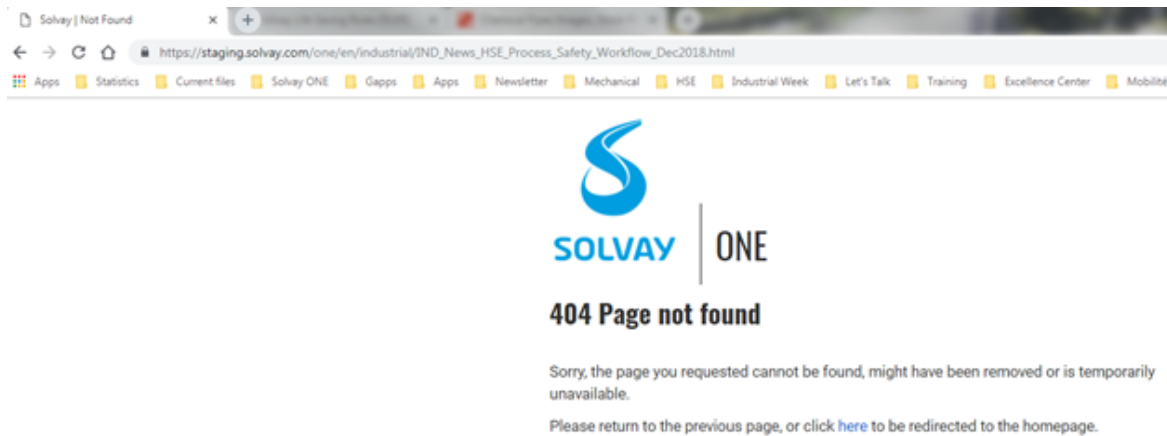 Solvay | Not Found
https://staging.solvay.com/one/en/industrial/IND_News_HSE_Process_Safety_Workflow_Dec2018.html
Apps Statistics Current files Solvay ONE Gapps Apps Newsletter Mechanical HSE Industrial Week Let's Talk Training Excellence Center Mobilité
SOLVAY ONE
404 Page not found
Sorry, the page you requested cannot be found, might have been removed or is temporarily
unavailable.
Please return to the previous page, or click here to be redirected to the homepage.